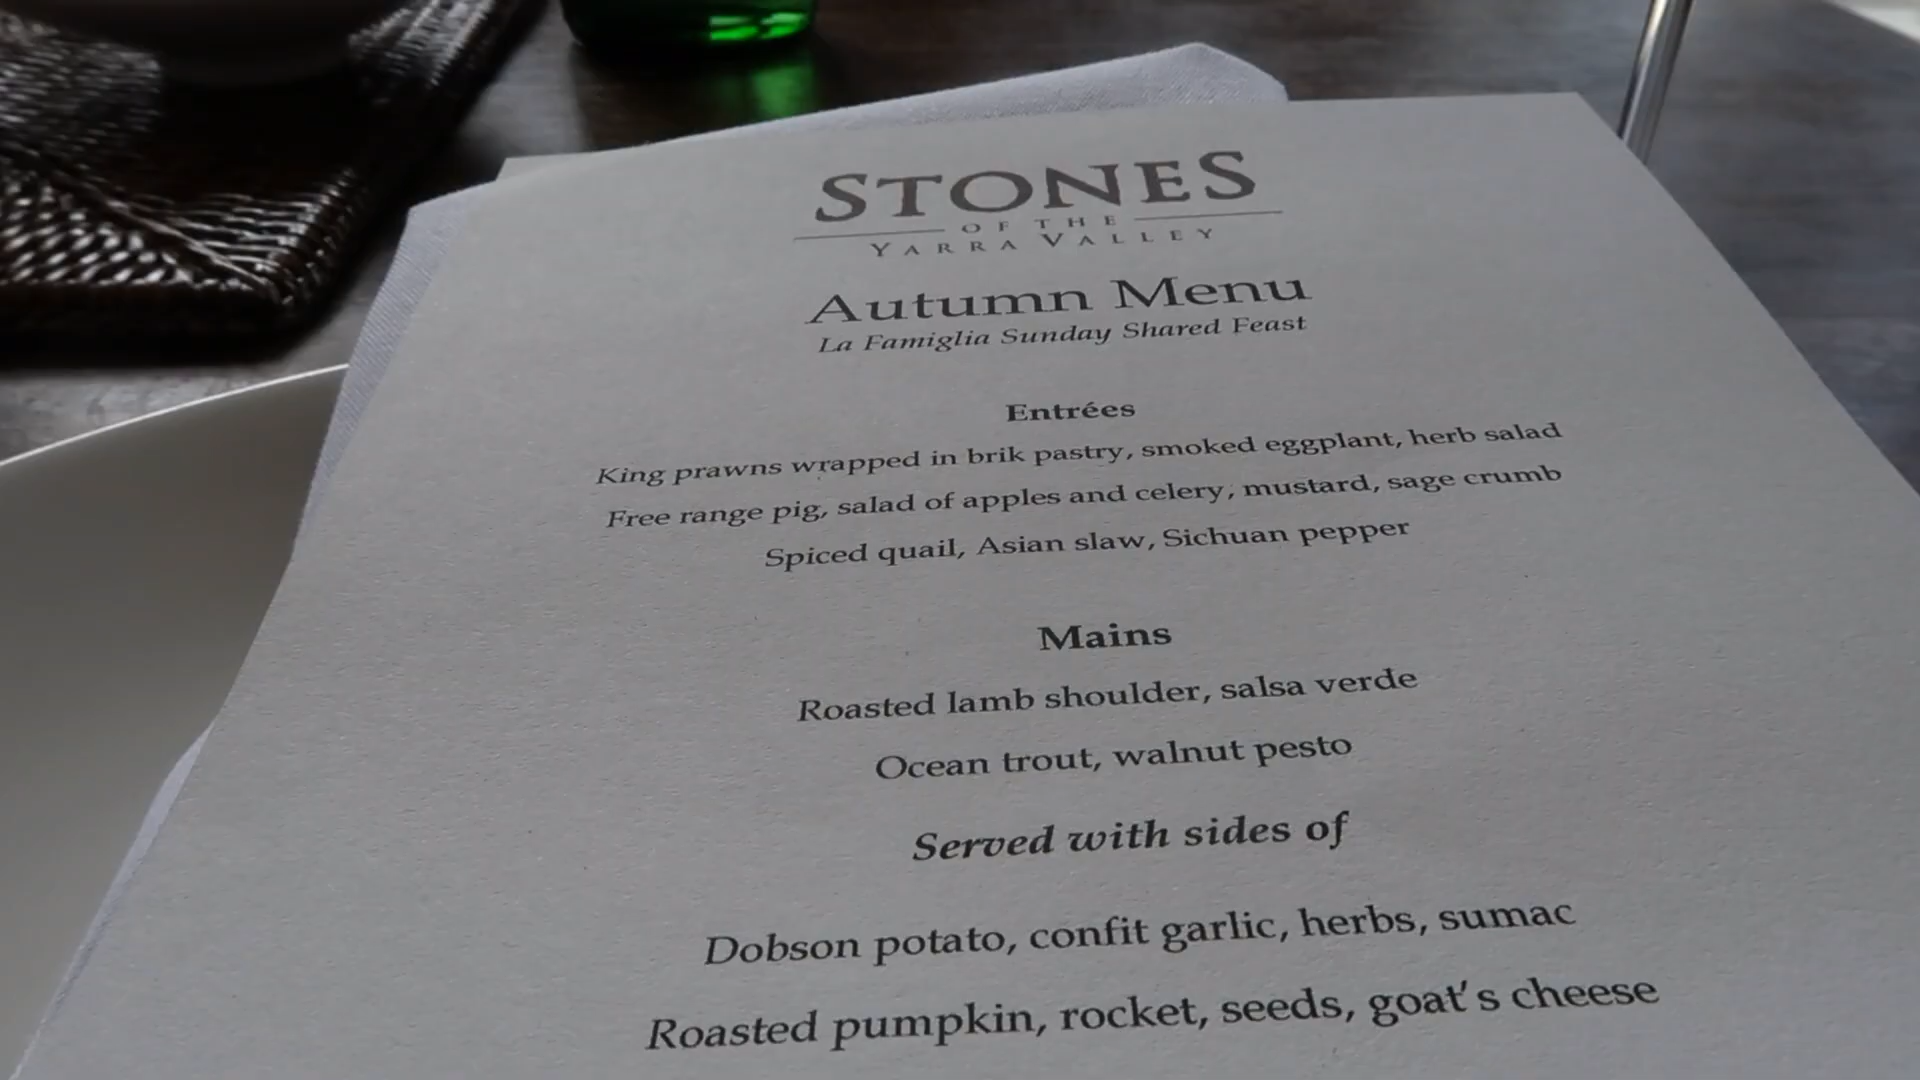 STONES
OF THE
YARRA VALLEY
Autumn Menu
La Famiglia Sunday Shared Feast
Entrées
King prawns wrapped in brik pastry, smoked eggplant, herb salad
Free range pig, salad of apples and celery, mustard, sage crumb
Spiced quail, Asian slaw, Sichuan pepper
Mains
Roasted lamb shoulder, salsa verde
Ocean trout, walnut pesto
Served with sides of
Dobson potato, confit garlic, herbs, sumac
Roasted pumpkin, rocket, seeds, goat's cheese